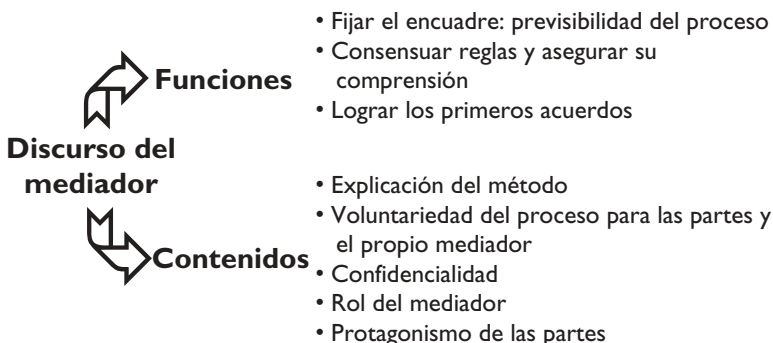 Discurso del
mediador
Funciones
• Fijar el encuadre: previsibilidad del proceso
• Consensuar reglas y asegurar su
comprensión
• Lograr los primeros acuerdos
Contenidos
• Explicación del método
• Voluntariedad del proceso para las partes y
el propio mediador
• Confidencialidad
• Rol del mediador
• Protagonismo de las partes